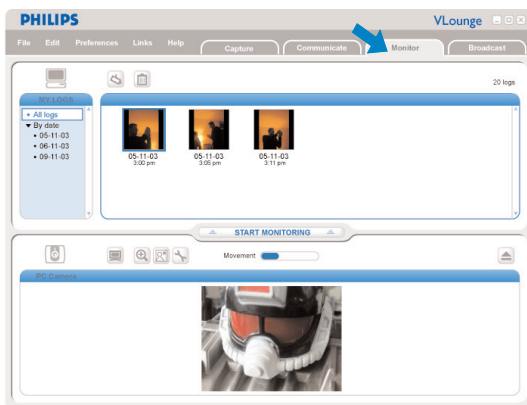 PHILIPS
VLounge
File Edit Preferences Links Help
Capture Communicate Monitor Broadcast
20 logs
MY LOGS
All logs
By date
05-11-03
06-11-03
09-11-03
05-11-03
3:00 pm
05-11-03
3:05 pm
05-11-03
3:11 pm
START MONITORING
Movement
PC Camera